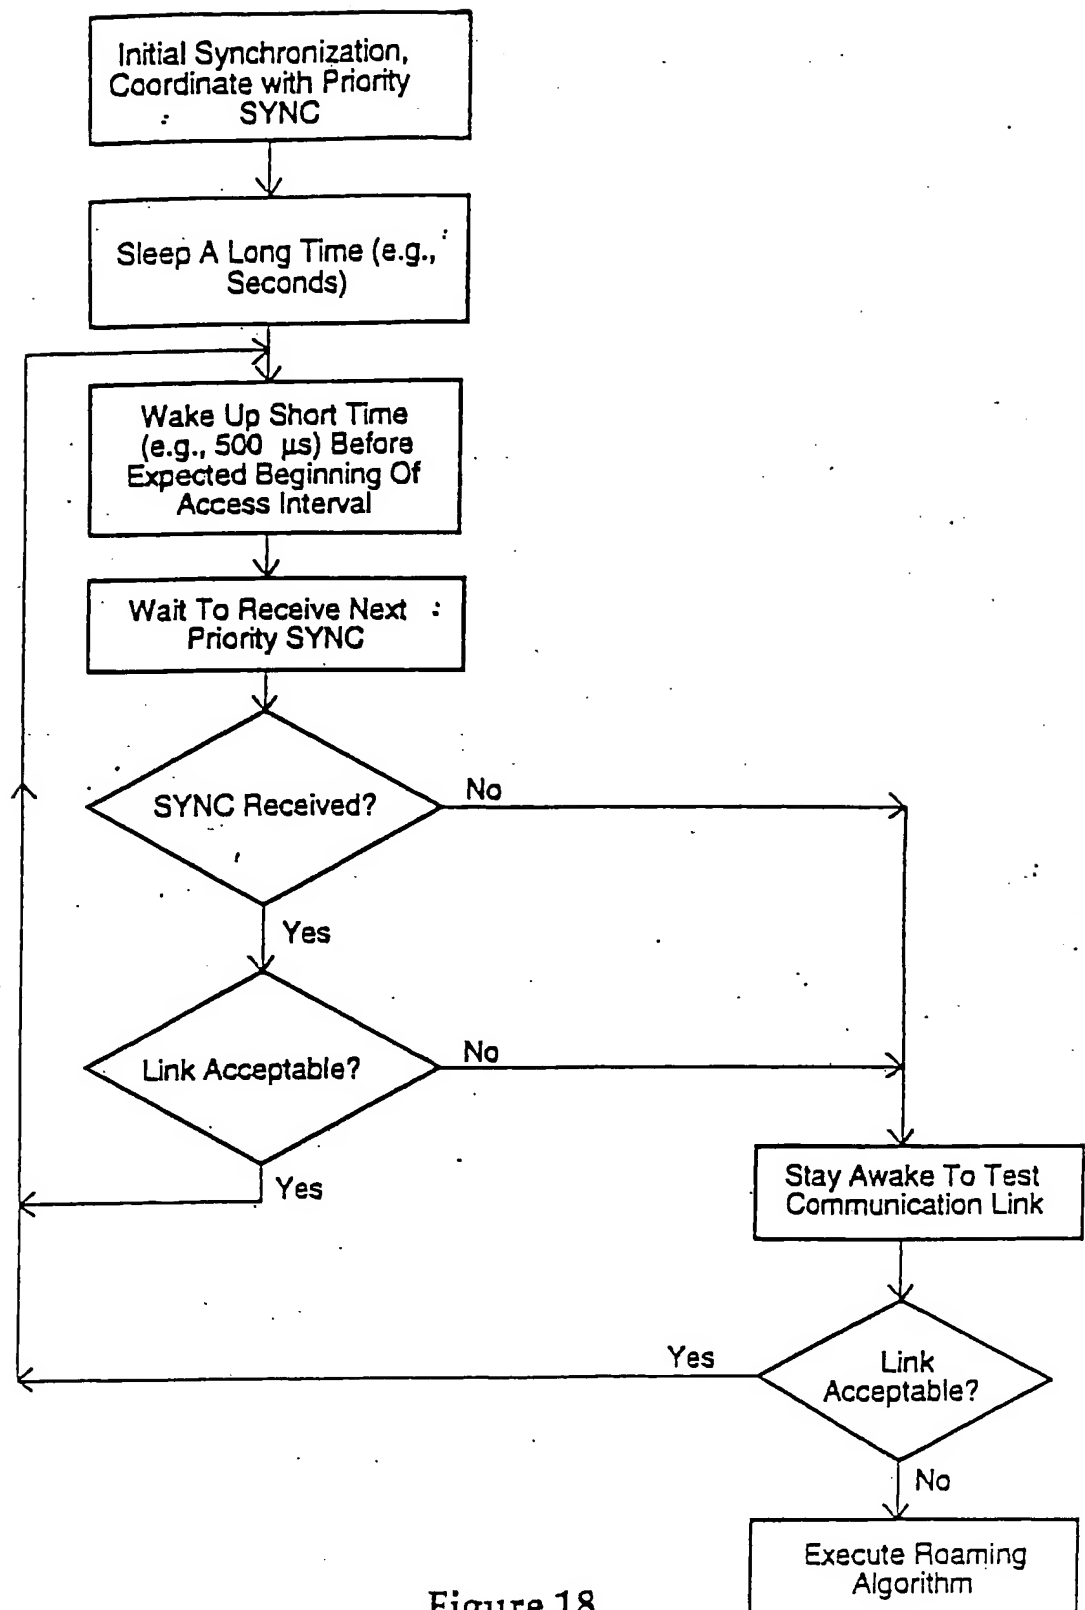 Initial Synchronization,
Coordinate with Priority
SYNC
Sleep A Long Time (e.g.,
Seconds)
Wake Up Short Time
(e.g., 500 µs) Before
Expected Beginning Of
Access Interval
Wait To Receive Next
Priority SYNC
SYNC Received?
No
Yes
Link Acceptable?
No
Yes
Stay Awake To Test
Communication Link
Link
Acceptable?
Yes
No
Execute Roaming
Algorithm
Figure 18